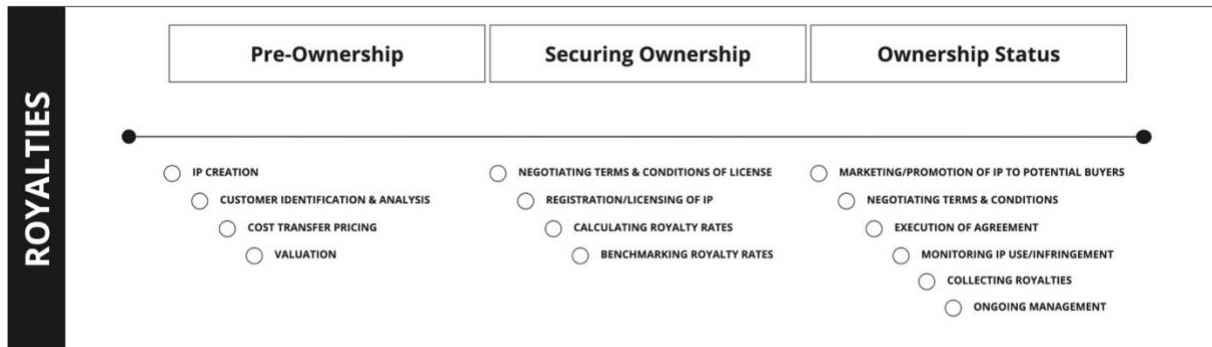 ROYALTIES
Pre-Ownership
Securing Ownership
Ownership Status
IP CREATION
CUSTOMER IDENTIFICATION & ANALYSIS
COST TRANSFER PRICING
VALUATION
NEGOTIATING TERMS & CONDITIONS OF LICENSE
REGISTRATION/LICENSING OF IP
CALCULATING ROYALTY RATES
BENCHMARKING ROYALTY RATES
MARKETING/PROMOTION OF IP TO POTENTIAL BUYERS
NEGOTIATING TERMS & CONDITIONS
EXECUTION OF AGREEMENT
MONITORING IP USE/INFRINGEMENT
COLLECTING ROYALTIES
ONGOING MANAGEMENT